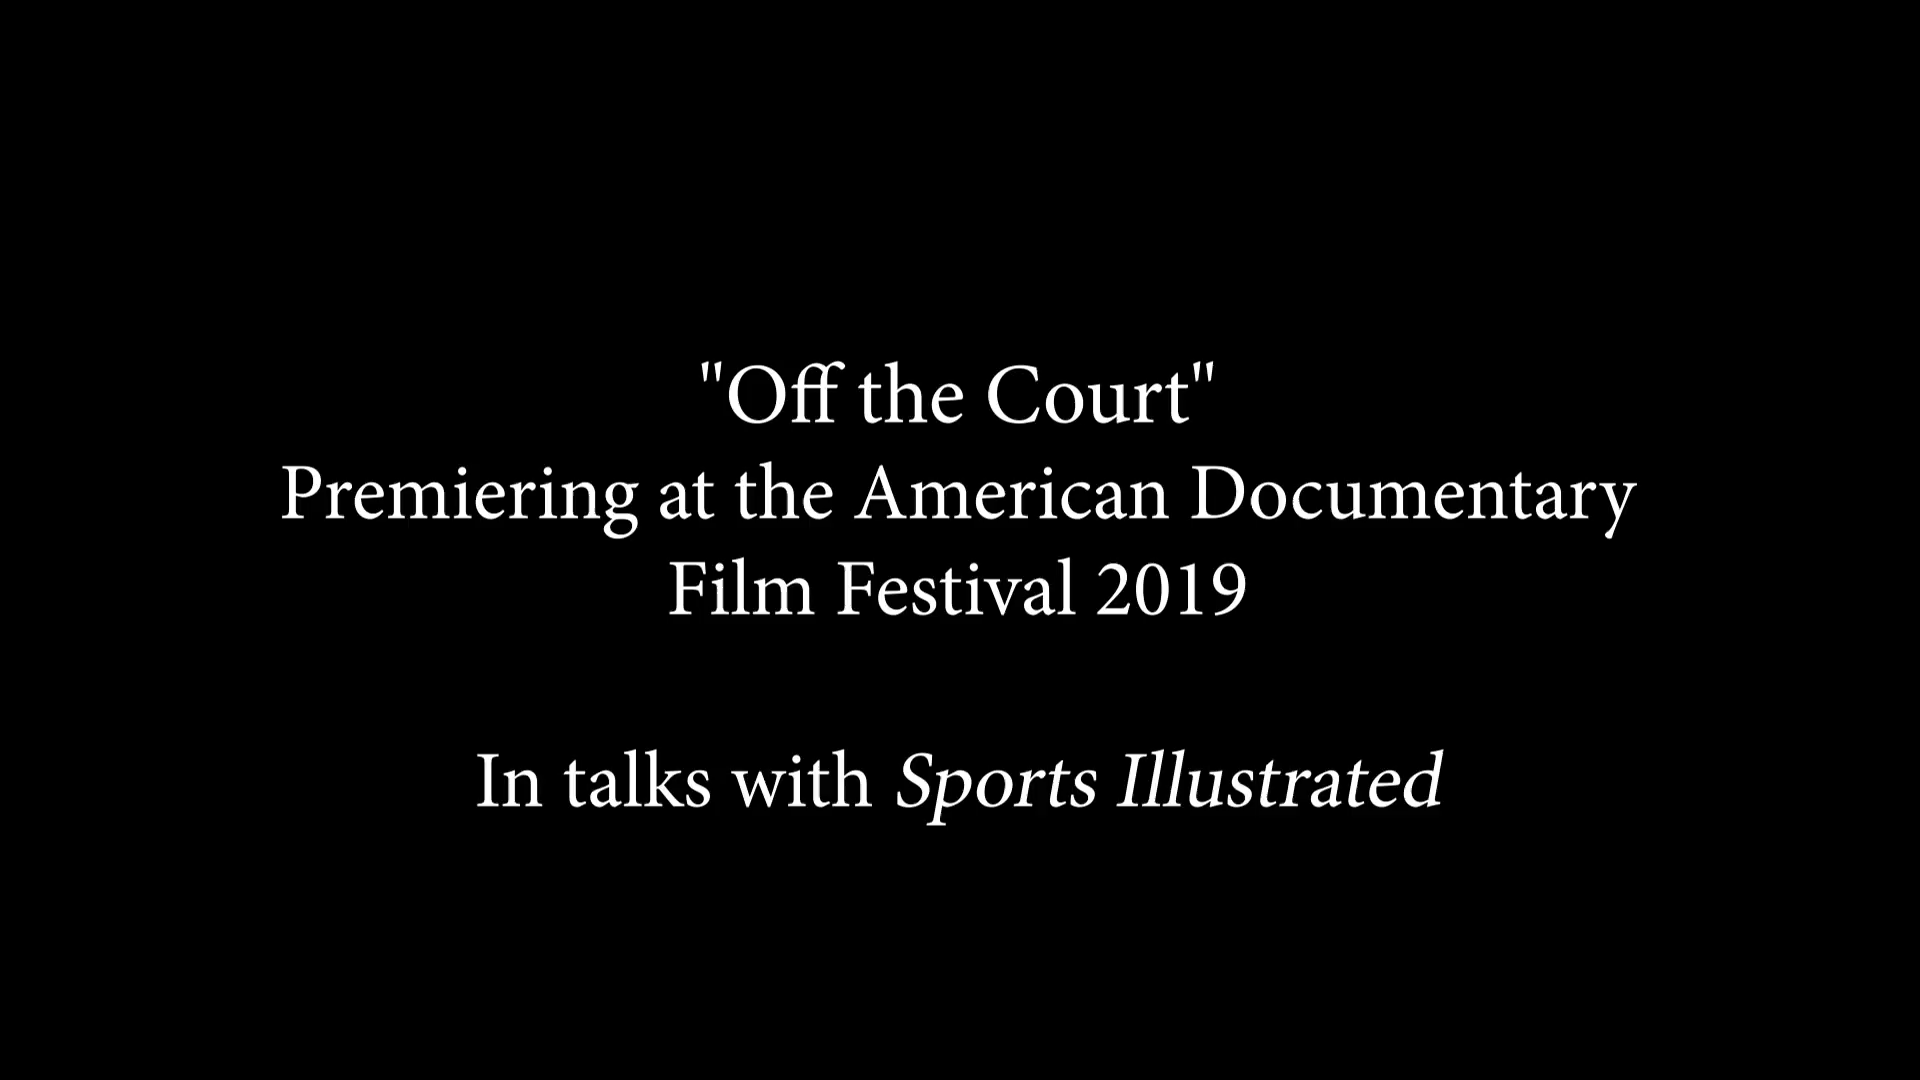 "Off the Court"
Premiering at the American Documentary
Film Festival 2019
In talks with Sports Illustrated